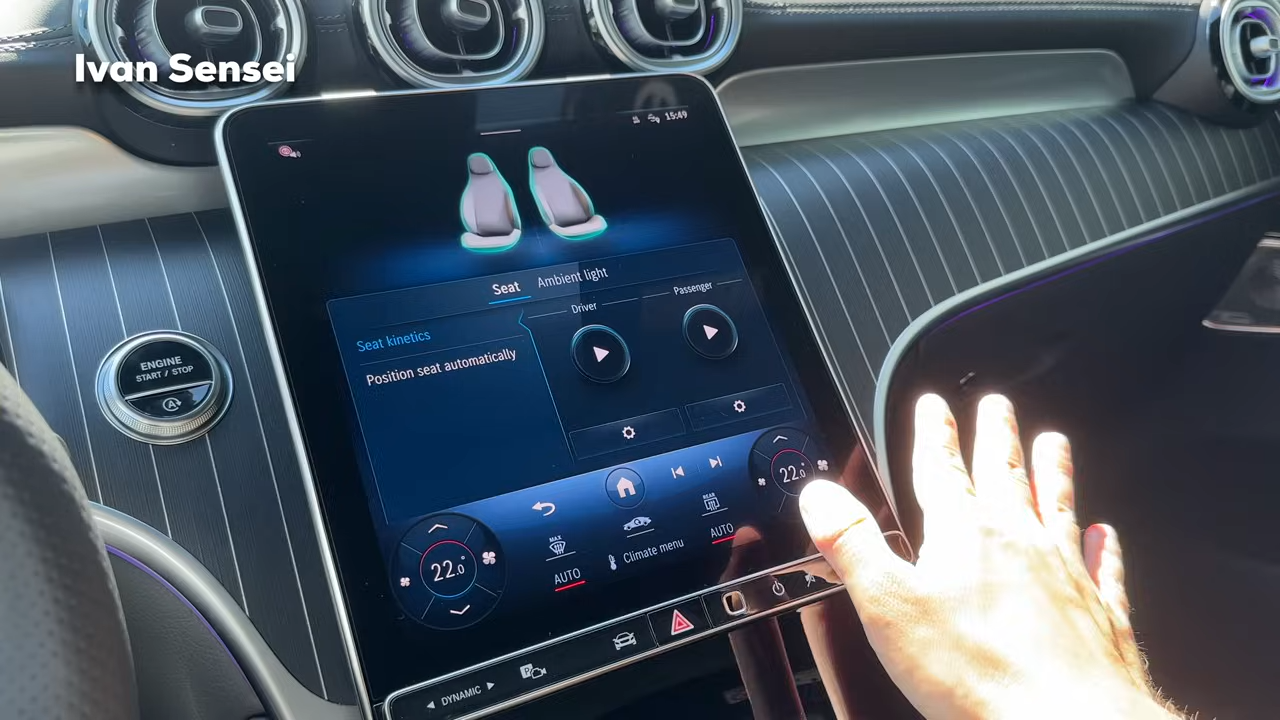 Ivan Sensei
15:49
Seat
Ambient light
Driver
Passenger
Seat kinetics
Position seat automatically
ENGINE
START / STOP
A
22.0°
REAR
22.0°
MAX
AUTO
Climate menu
AUTO
DYNAMIC
P